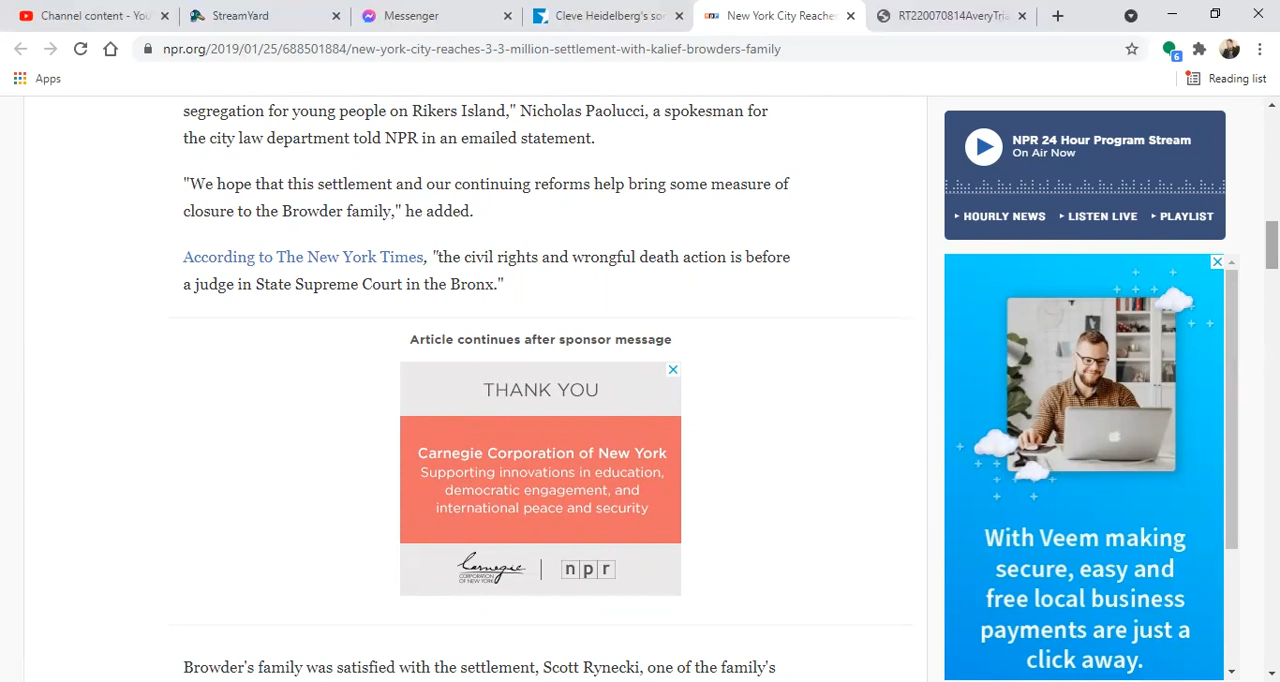 Channel content - You
StreamYard
Messenger
Cleve Heidelberg's so
New York City Reache
RT220070814AveryTria
npr.org/2019/01/25/688501884/new-york-city-reaches-3-3-million-settlement-with-kalief-browders-family
6
Apps
Reading list
segregation for young people on Rikers Island," Nicholas Paolucci, a spokesman for
the city law department told NPR in an emailed statement.
"We hope that this settlement and our continuing reforms help bring some measure of
closure to the Browder family," he added.
According to The New York Times, "the civil rights and wrongful death action is before
a judge in State Supreme Court in the Bronx."
Article continues after sponsor message
THANK YOU
Carnegie Corporation of New York
Supporting innovations in education,
democratic engagement, and
international peace and security
Carnegie
CORPORATION
OF NEW YORK
npr
Browder's family was satisfied with the settlement, Scott Rynecki, one of the family's
NPR 24 Hour Program Stream
On Air Now
HOURLY NEWS
LISTEN LIVE
PLAYLIST
With Veem making
secure, easy and
free local business
payments are just a
click away.